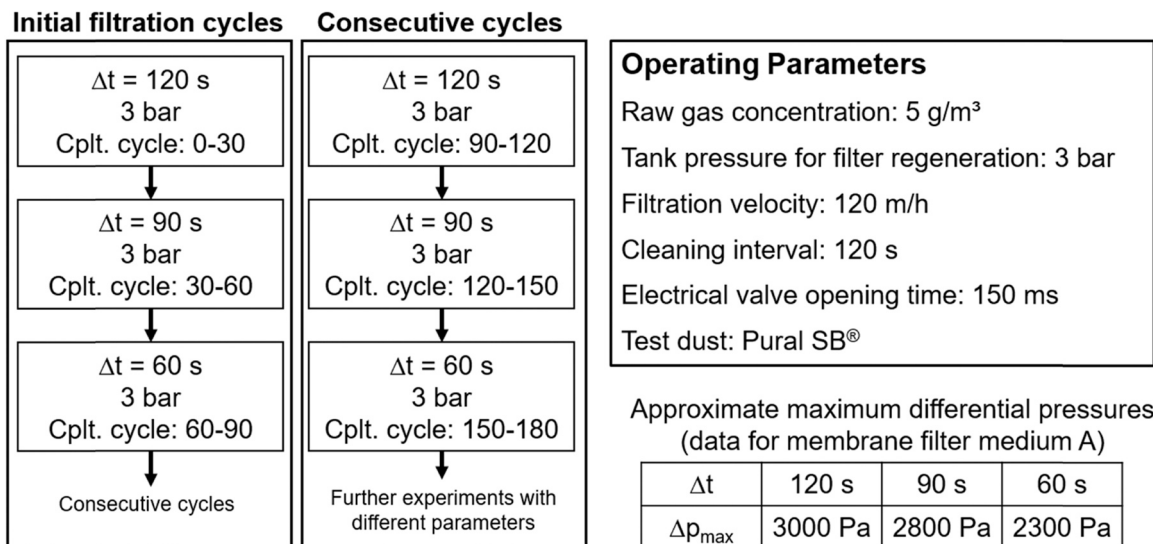 Initial filtration cycles
Δt = 120 s
3 bar
Cplt. cycle: 0-30
Δt = 90 s
3 bar
Cplt. cycle: 30-60
Δt = 60 s
3 bar
Cplt. cycle: 60-90
Consecutive cycles
Consecutive cycles
Δt = 120 s
3 bar
Cplt. cycle: 90-120
Δt = 90 s
3 bar
Cplt. cycle: 120-150
Δt = 60 s
3 bar
Cplt. cycle: 150-180
Further experiments with
different parameters
Operating Parameters
Raw gas concentration: 5 g/m³
Tank pressure for filter regeneration: 3 bar
Filtration velocity: 120 m/h
Cleaning interval: 120 s
Electrical valve opening time: 150 ms
Test dust: Pural SB®
Approximate maximum differential pressures
(data for membrane filter medium A)
Δt 120 s 90 s 60 s
Δpmax 3000 Pa 2800 Pa 2300 Pa